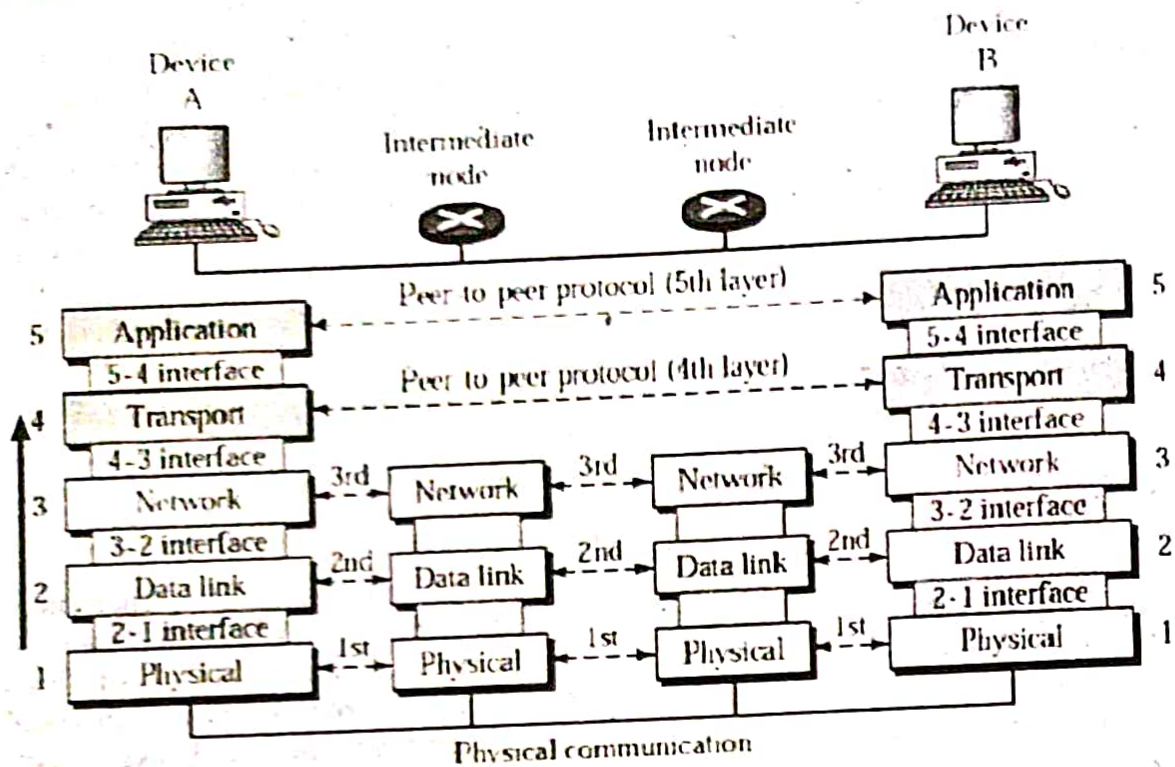 Device
A
Device
B
Intermediate
node
Intermediate
node
Peer to peer protocol (5th layer)
5 Application
Application 5
5-4 interface
5-4 interface
Peer to peer protocol (4th layer)
4 Transport
Transport 4
4-3 interface
4-3 interface
3 Network 3rd Network 3rd Network 3rd Network 3
3-2 interface
3-2 interface
2 Data link 2nd Data link 2nd Data link 2nd Data link 2
2-1 interface
2-1 interface
1 Physical 1st Physical 1st Physical 1st Physical 1
Physical communication